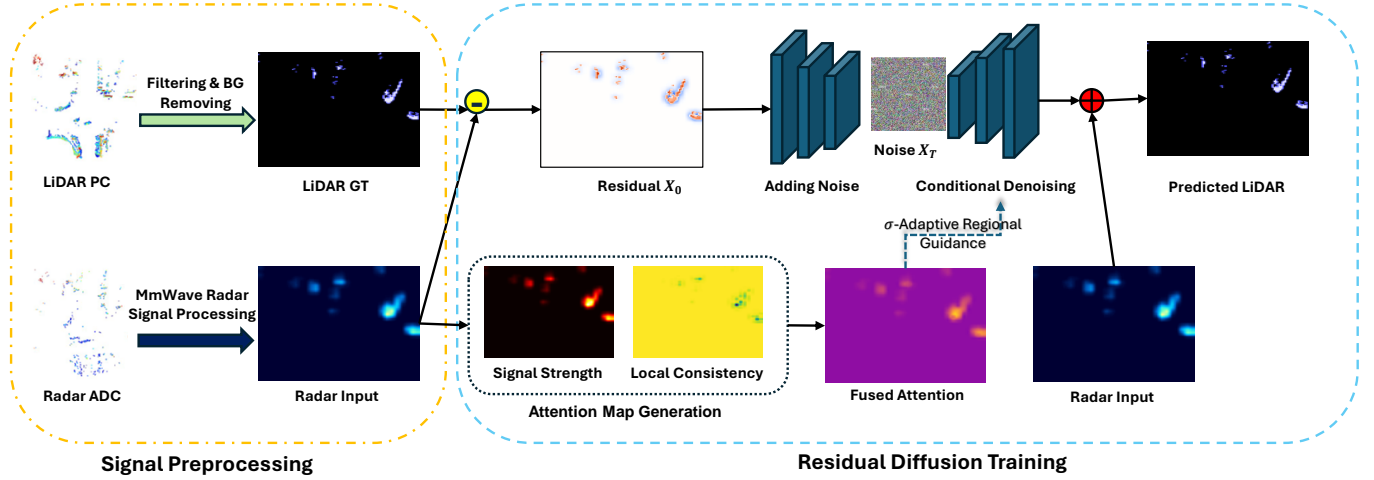 Filtering & BG
Removing
LiDAR PC
LiDAR GT
-
Residual X₀
Adding Noise
Noise X_T
Conditional Denoising
+
Predicted LiDAR
σ-Adaptive Regional
Guidance
MmWave Radar
Signal Processing
Radar ADC
Radar Input
Signal Strength
Local Consistency
Attention Map Generation
Fused Attention
Radar Input
Signal Preprocessing
Residual Diffusion Training